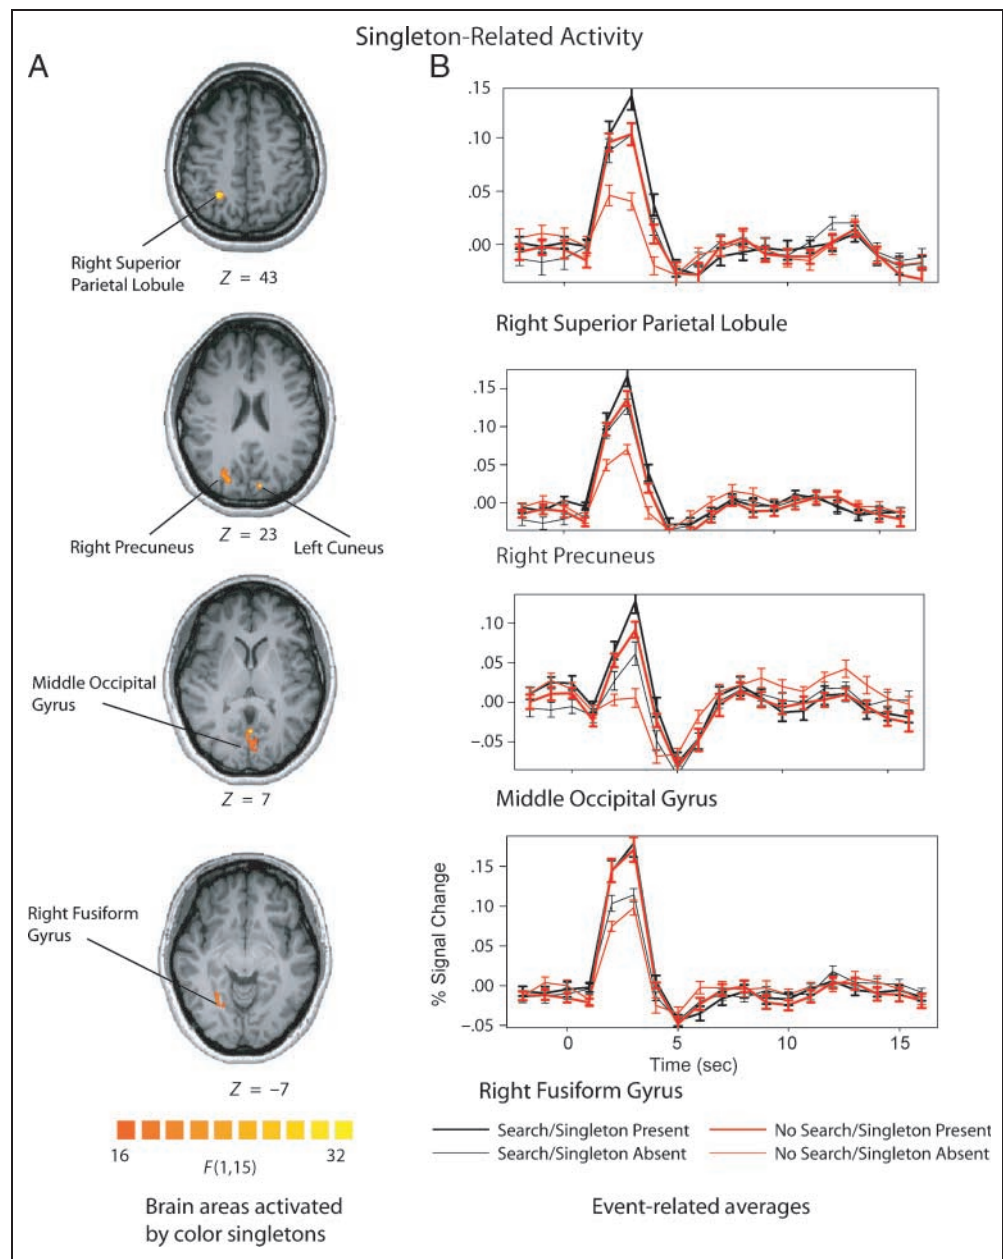 Singleton-Related Activity
A
Right Superior
Parietal Lobule
Z = 43
Right Precuneus
Z = 23
Left Cuneus
Middle Occipital
Gyrus
Z = 7
Right Fusiform
Gyrus
Z = −7
16
32
F(1,15)
Brain areas activated
by color singletons
B
.15
.10
.05
.00
Right Superior Parietal Lobule
.15
.10
.05
.00
Right Precuneus
.10
.05
.00
−.05
Middle Occipital Gyrus
% Signal Change
.15
.10
.05
.00
−.05
0
5
10
15
Time (sec)
Right Fusiform Gyrus
Search/Singleton Present
No Search/Singleton Present
Search/Singleton Absent
No Search/Singleton Absent
Event-related averages